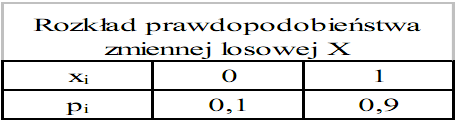 Rozkład prawdopodobieństwa
zmiennej losowej X
xᵢ 0 1
pᵢ 0,1 0,9